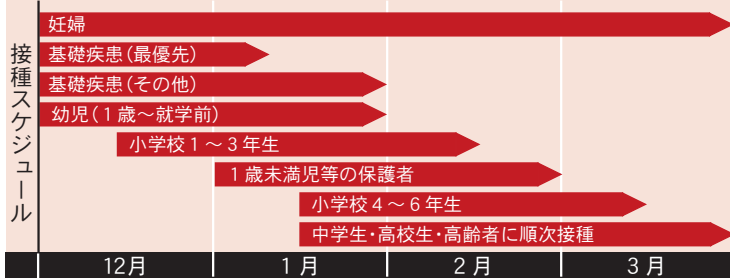 接種スケジュール
妊婦
基礎疾患(最優先)
基礎疾患(その他)
幼児(1歳〜就学前)
小学校1〜3年生
1歳未満児等の保護者
小学校4〜6年生
中学生・高校生・高齢者に順次接種
12月 1月 2月 3月